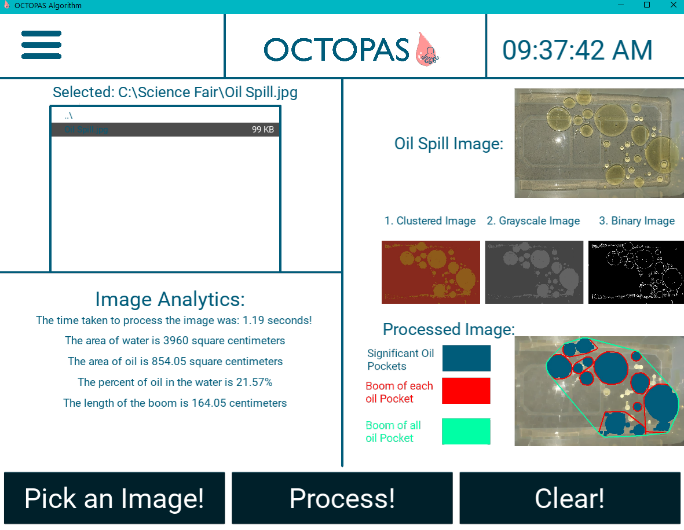 OCTOPAS Algorithm
OCTOPAS
09:37:42 AM
Selected: C:\Science Fair\Oil Spill.jpg
..\
99 KB
Image Analytics:
The time taken to process the image was: 1.19 seconds!
The area of water is 3960 square centimeters
The area of oil is 854.05 square centimeters
The percent of oil in the water is 21.57%
The length of the boom is 164.05 centimeters
Oil Spill Image:
1. Clustered Image
2. Grayscale Image
3. Binary Image
Processed Image:
Significant Oil
Pockets
Boom of each
oil Pocket
Boom of all
oil Pocket
Pick an Image!
Process!
Clear!